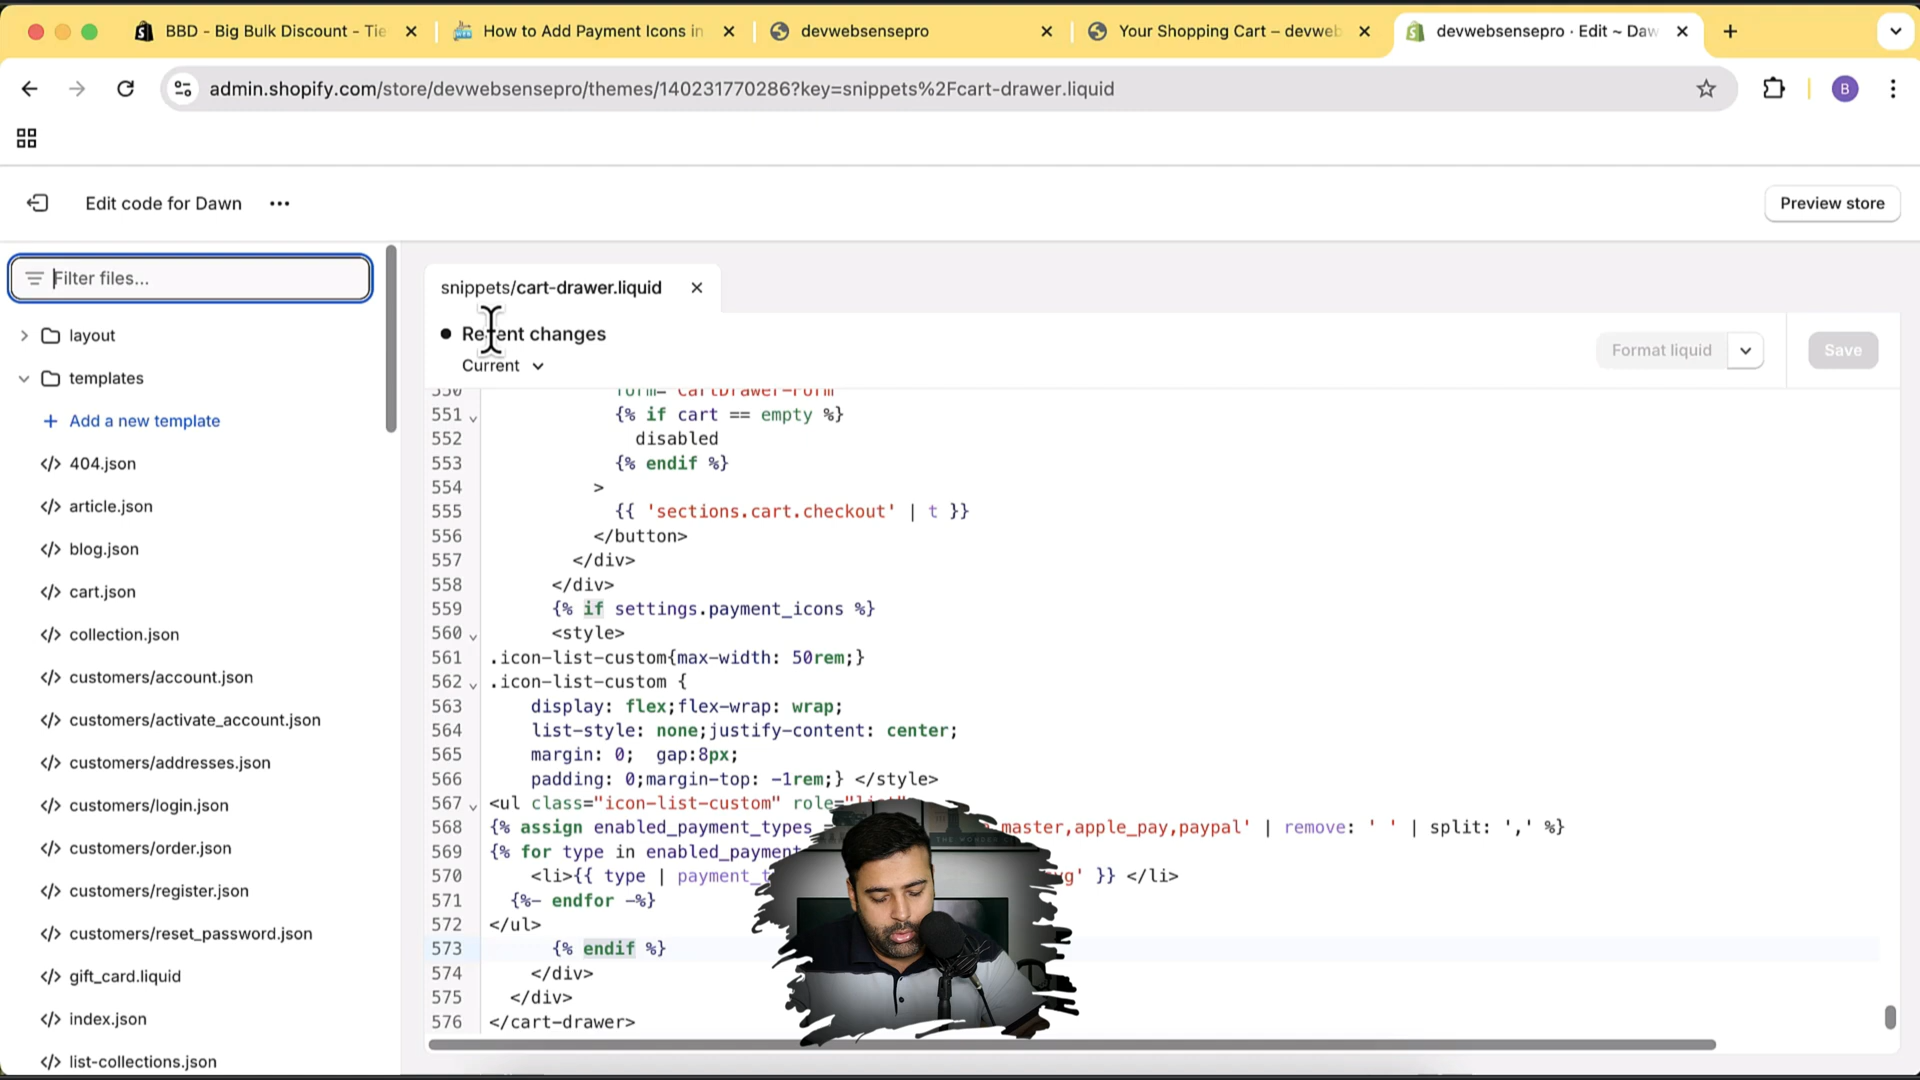 BBD - Big Bulk Discount - Tie
How to Add Payment Icons in
devwebsensepro
Your Shopping Cart – devweb
devwebsensepro · Edit ~ Daw
admin.shopify.com/store/devwebsensepro/themes/140231770286?key=snippets%2Fcart-drawer.liquid
B
Edit code for Dawn
Preview store
Filter files...
layout
templates
Add a new template
404.json
article.json
blog.json
cart.json
collection.json
customers/account.json
customers/activate_account.json
customers/addresses.json
customers/login.json
customers/order.json
customers/register.json
customers/reset_password.json
gift_card.liquid
index.json
list-collections.json
snippets/cart-drawer.liquid
Recent changes
Current
Format liquid
Save
550 form="CartDrawer-Form"
551 {% if cart == empty %}
552 disabled
553 {% endif %}
554 >
555 {{ 'sections.cart.checkout' | t }}
556 </button>
557 </div>
558 </div>
559 {% if settings.payment_icons %}
560 <style>
561 .icon-list-custom{max-width: 50rem;}
562 .icon-list-custom {
563 display: flex;flex-wrap: wrap;
564 list-style: none;justify-content: center;
565 margin: 0; gap:8px;
566 padding: 0;margin-top: -1rem;} </style>
567 <ul class="icon-list-custom" role="list"
568 {% assign enabled_payment_types master,apple_pay,paypal' | remove: ' ' | split: ',' %}
569 {% for type in enabled_payment
570 <li>{{ type | payment_t g' }} </li>
571 {%- endfor -%}
572 </ul>
573 {% endif %}
574 </div>
575 </div>
576 </cart-drawer>